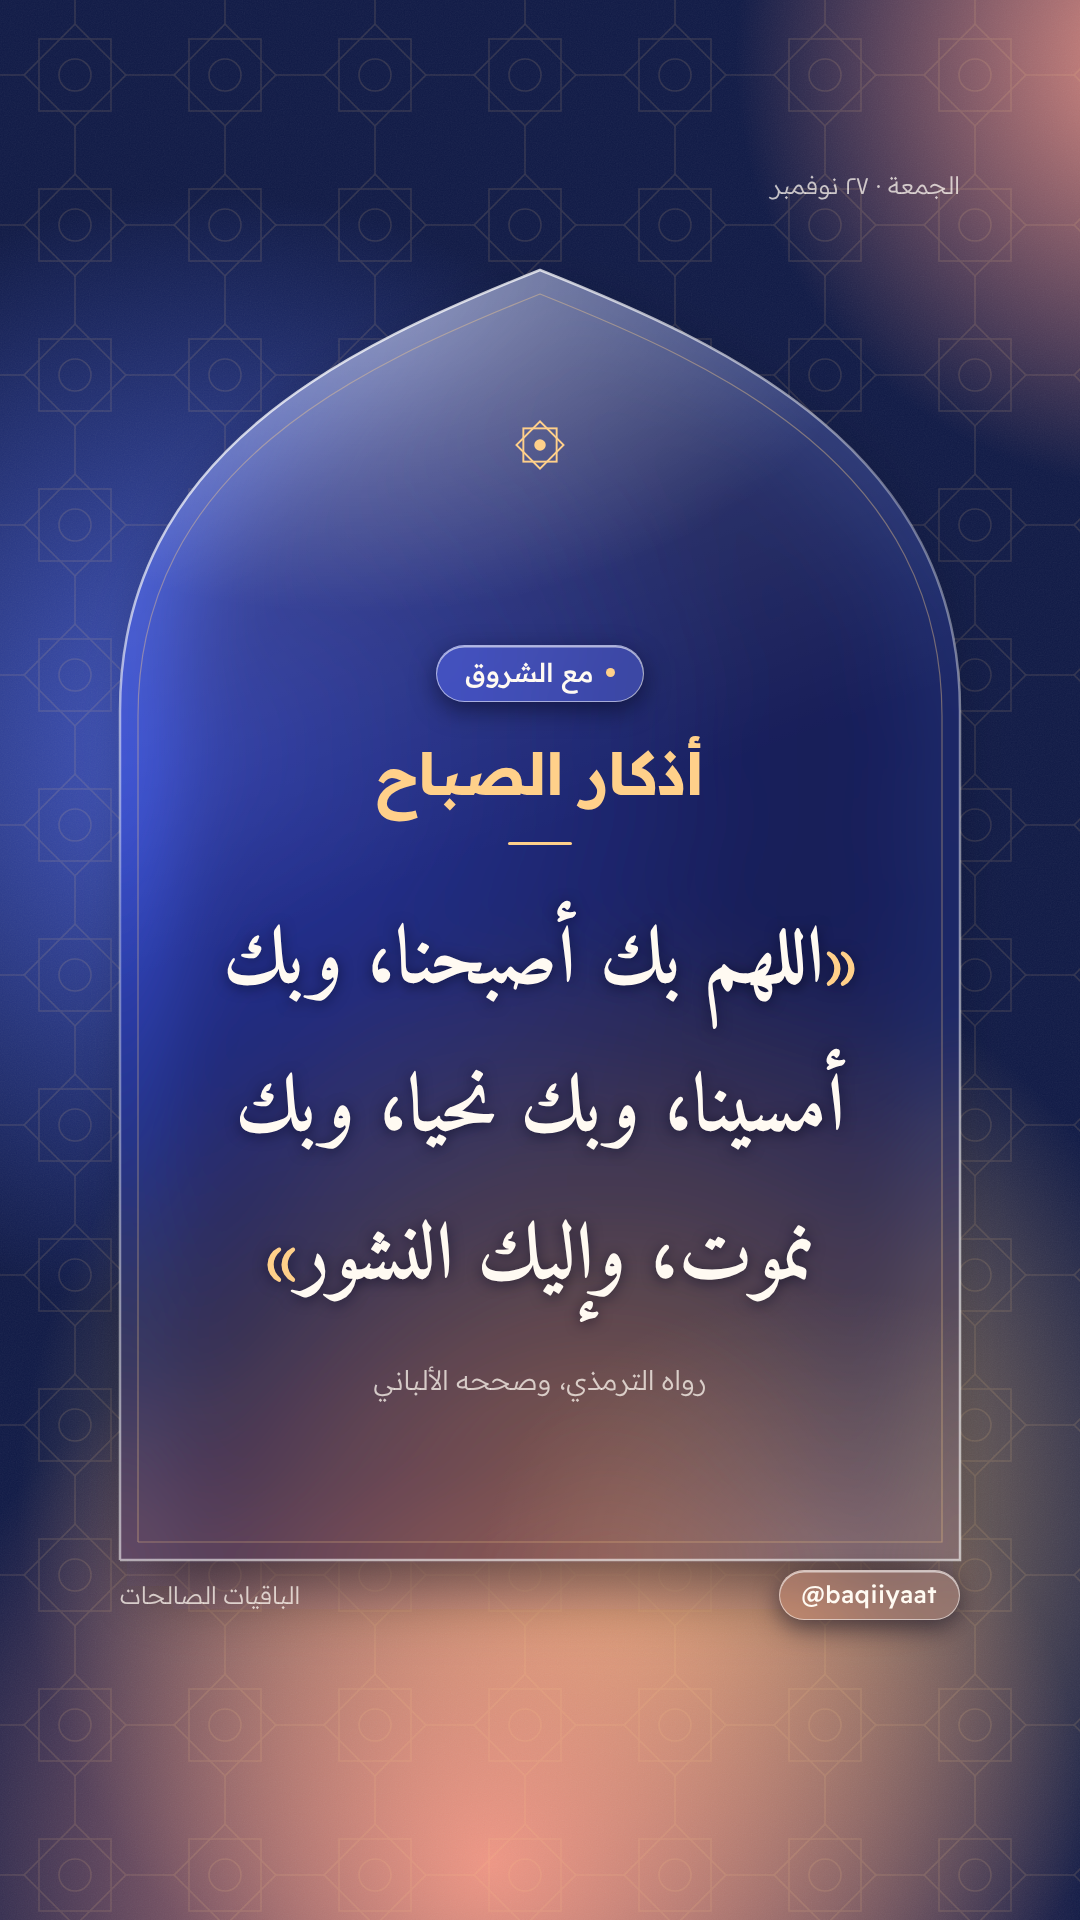 الجمعة · ٢٧ نوفمبر
مع الشروق
أذكار الصباح
«اللهم بك أصبحنا، وبك
أمسينا، وبك نحيا، وبك
نموت، وإليك النشور»
رواه الترمذي، وصححه الألباني
@baqiiyaat
الباقيات الصالحات